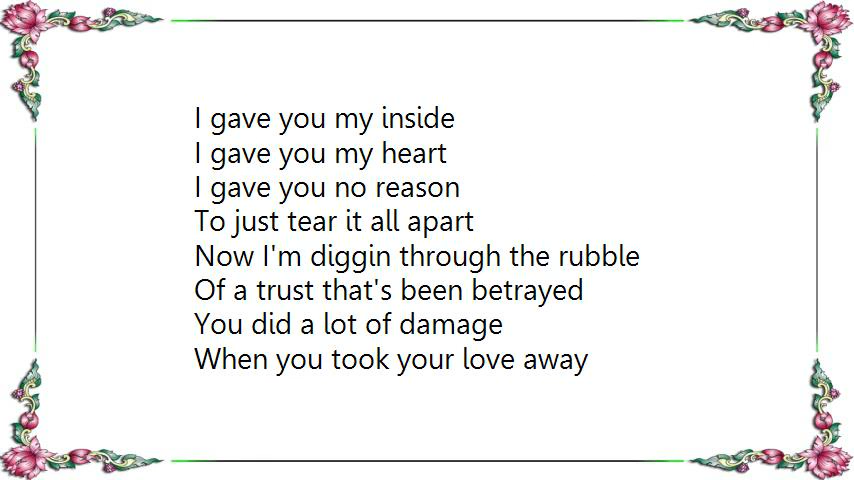 I gave you my inside
I gave you my heart
I gave you no reason
To just tear it all apart
Now I'm diggin through the rubble
Of a trust that's been betrayed
You did a lot of damage
When you took your love away